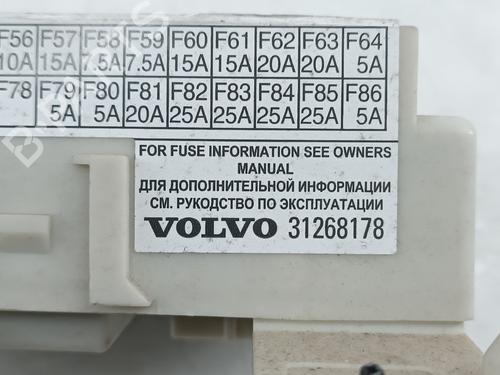 F56 F57 F58 F59 F60 F61 F62 F63 F64
10A 15A 7.5A 7.5A 15A 15A 20A 20A 5A
F78 F79 F80 F81 F82 F83 F84 F85 F86
5A 5A 20A 25A 25A 25A 25A 5A
FOR FUSE INFORMATION SEE OWNERS
MANUAL
ДЛЯ ДОПОЛНИТЕЛЬНОЙ ИНФОРМАЦИИ
СМ. РУКОДСТВО ПО ЭКСПЛУАТАЦИИ
VOLVO 31268178